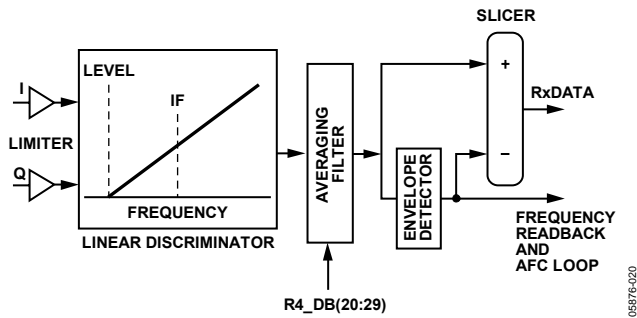 SLICER
I
LEVEL
IF
LIMITER
Q
FREQUENCY
LINEAR DISCRIMINATOR
AVERAGING
FILTER
ENVELOPE
DETECTOR
+
–
RxDATA
FREQUENCY
READBACK
AND
AFC LOOP
R4_DB(20:29)
05876-020